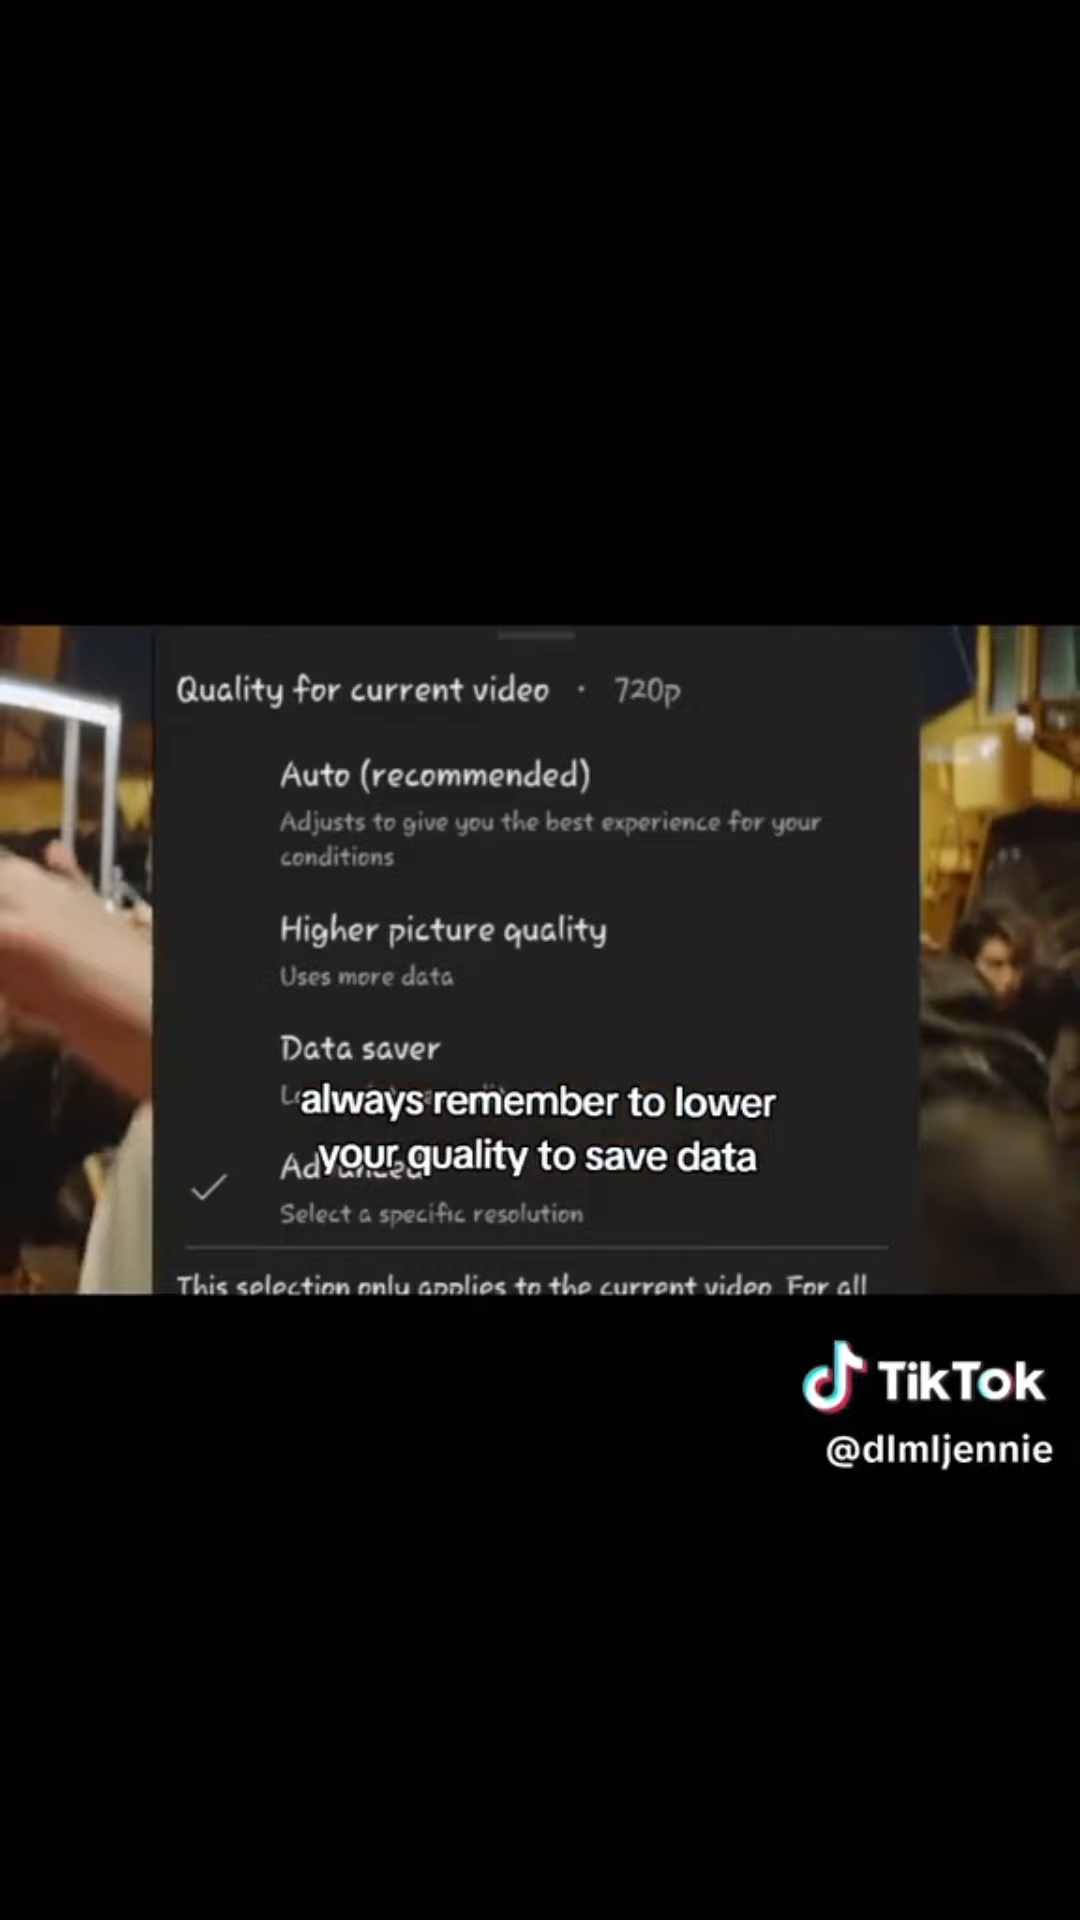 Quality for current video · 720p
Auto (recommended)
Adjusts to give you the best experience for your
conditions
Higher picture quality
Uses more data
Data saver
always remember to lower
your quality to save data
Advanced
Select a specific resolution
This selection only applies to the current video. For all
TikTok
@dlmljennie